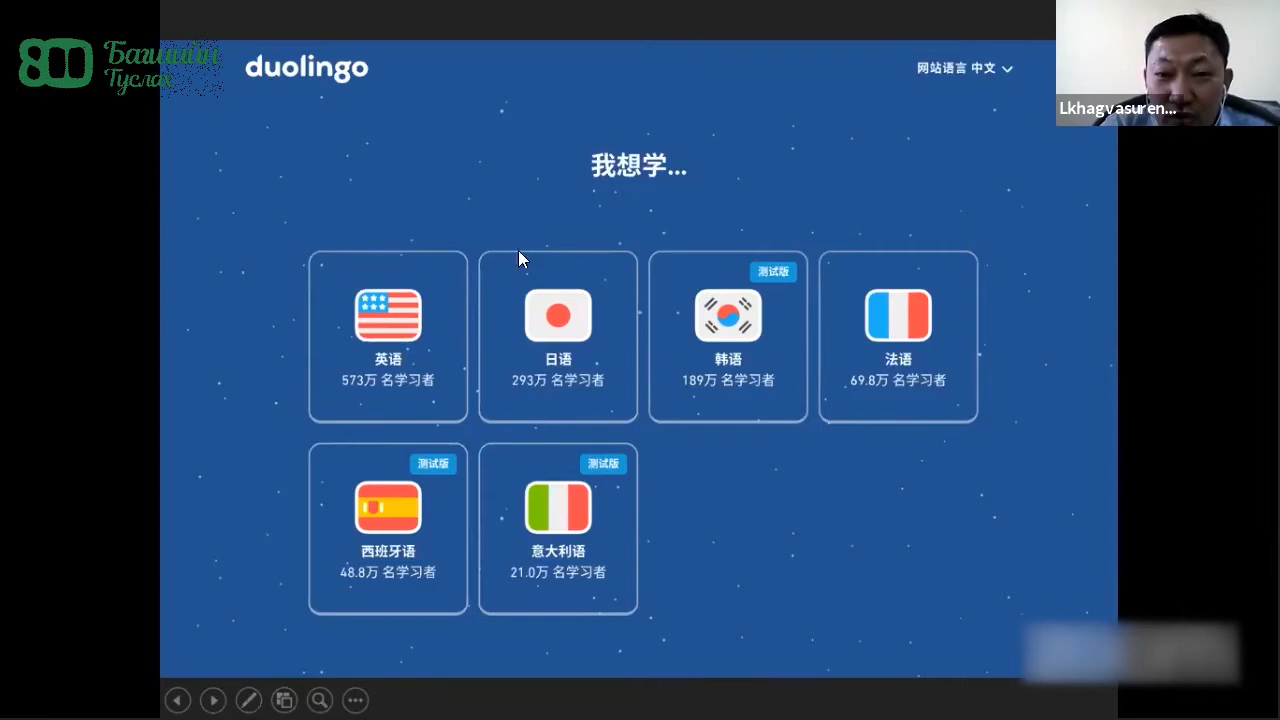 800 Багшийн
Туслах
duolingo
网站语言 中文
Lkhagvasuren...
我想学...
英语
573万 名学习者
日语
293万 名学习者
测试版
韩语
189万 名学习者
法语
69.8万 名学习者
测试版
西班牙语
48.8万 名学习者
测试版
意大利语
21.0万 名学习者